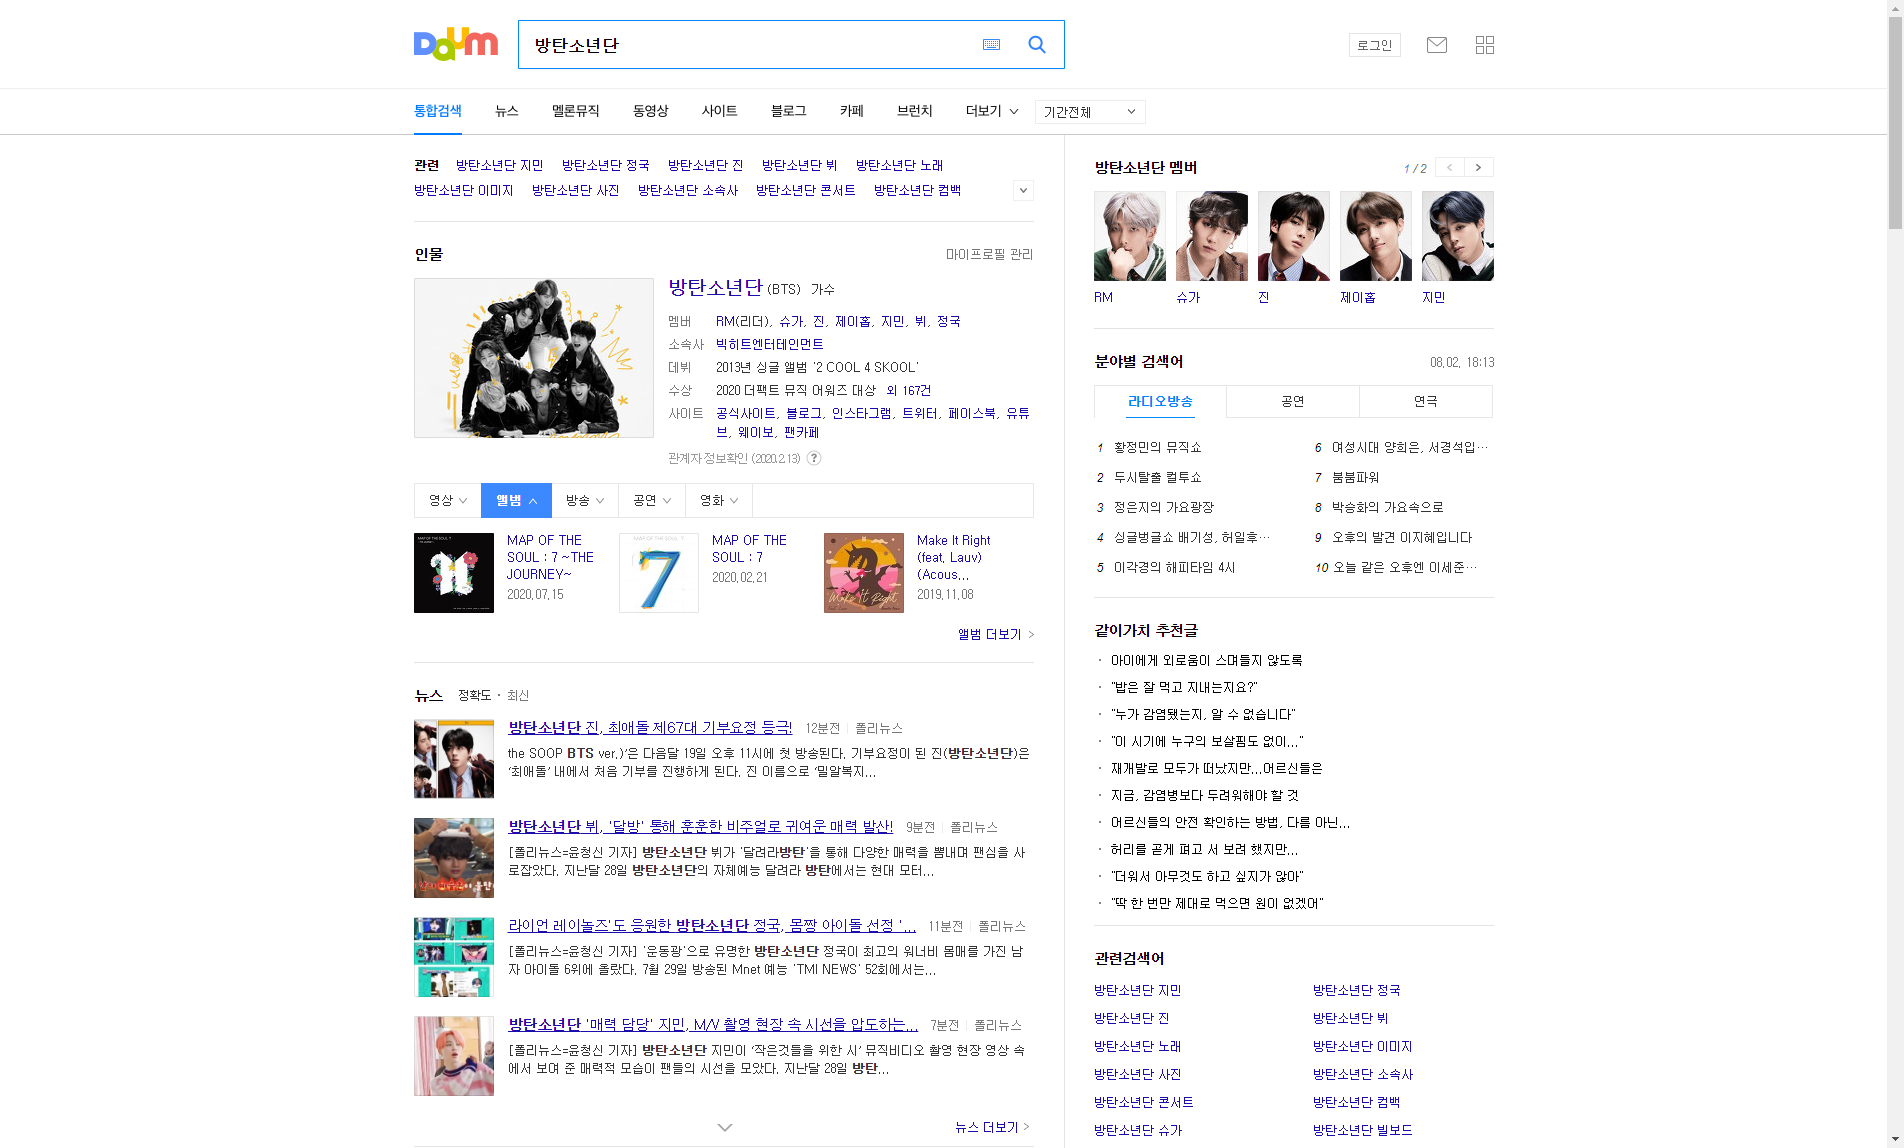 Daum
방탄소년단
로그인
통합검색 뉴스 멜론뮤직 동영상 사이트 블로그 카페 브런치 더보기 기간전체
관련 방탄소년단 지민 방탄소년단 정국 방탄소년단 진 방탄소년단 뷔 방탄소년단 노래
방탄소년단 이미지 방탄소년단 사진 방탄소년단 소속사 방탄소년단 콘서트 방탄소년단 컴백
인물 마이프로필 관리
방탄소년단 (BTS) 가수
멤버 RM(리더), 슈가, 진, 제이홉, 지민, 뷔, 정국
소속사 빅히트엔터테인먼트
데뷔 2013년 싱글 앨범 '2 COOL 4 SKOOL'
수상 2020 더팩트 뮤직 어워즈 대상 외 167건
사이트 공식사이트, 블로그, 인스타그램, 트위터, 페이스북, 유튜
브, 웨이보, 팬카페
관계자 정보확인 (2020.2.13) ?
영상 앨범 방송 공연 영화
MAP OF THE
SOUL : 7 ~THE
JOURNEY~
2020.07.15
MAP OF THE
SOUL : 7
2020.02.21
Make It Right
(feat. Lauv)
(Acous...
2019.11.08
앨범 더보기
뉴스 정확도 · 최신
방탄소년단 진, 최애돌 제67대 기부요정 등극! 12분전 폴리뉴스
the SOOP BTS ver.)'은 다음달 19일 오후 11시에 첫 방송된다. 기부요정이 된 진(방탄소년단)은
'최애돌' 내에서 처음 기부를 진행하게 된다. 진 이름으로 '밀알복지...
방탄소년단 뷔, '달방' 통해 훈훈한 비주얼로 귀여운 매력 발산! 9분전 폴리뉴스
[폴리뉴스=윤청신 기자] 방탄소년단 뷔가 '달려라방탄'을 통해 다양한 매력을 뽐내며 팬심을 사
로잡았다. 지난달 28일 방탄소년단의 자체예능 달려라 방탄에서는 현대 모터...
라이언 레이놀즈'도 응원한 방탄소년단 정국, 몸짱 아이돌 선정 '... 11분전 폴리뉴스
[폴리뉴스=윤청신 기자] '운동광'으로 유명한 방탄소년단 정국이 최고의 워너비 몸매를 가진 남
자 아이돌 6위에 올랐다. 7월 29일 방송된 Mnet 예능 'TMI NEWS' 52회에서는...
방탄소년단 '매력 담당' 지민, M/V 촬영 현장 속 시선을 압도하는... 7분전 폴리뉴스
[폴리뉴스=윤청신 기자] 방탄소년단 지민이 '작은것들을 위한 시' 뮤직비디오 촬영 현장 영상 속
에서 보여 준 매력적 모습이 팬들의 시선을 모았다. 지난달 28일 방탄...
뉴스 더보기
방탄소년단 멤버 1 / 2
RM 슈가 진 제이홉 지민
분야별 검색어 08.02. 18:13
라디오방송 공연 연극
1 황정민의 뮤직쇼
2 두시탈출 컬투쇼
3 정은지의 가요광장
4 싱글벙글쇼 배기성, 허일후...
5 이각경의 해피타임 4시
6 여성시대 양희은, 서경석입...
7 붐붐파워
8 박승화의 가요속으로
9 오후의 발견 이지혜입니다
10 오늘 같은 오후엔 이세준...
같이가치 추천글
· 아이에게 외로움이 스며들지 않도록
· "밥은 잘 먹고 지내는지요?"
· "누가 감염됐는지, 알 수 없습니다"
· "이 시기에 누구의 보살핌도 없이..."
· 재개발로 모두가 떠났지만...어르신들은
· 지금, 감염병보다 두려워해야 할 것
· 어르신들의 안전 확인하는 방법, 다름 아닌...
· 허리를 곧게 펴고 서 보려 했지만...
· "더워서 아무것도 하고 싶지가 않아"
· "딱 한 번만 제대로 먹으면 원이 없겠어"
관련검색어
방탄소년단 지민 방탄소년단 정국
방탄소년단 진 방탄소년단 뷔
방탄소년단 노래 방탄소년단 이미지
방탄소년단 사진 방탄소년단 소속사
방탄소년단 콘서트 방탄소년단 컴백
방탄소년단 슈가 방탄소년단 빌보드